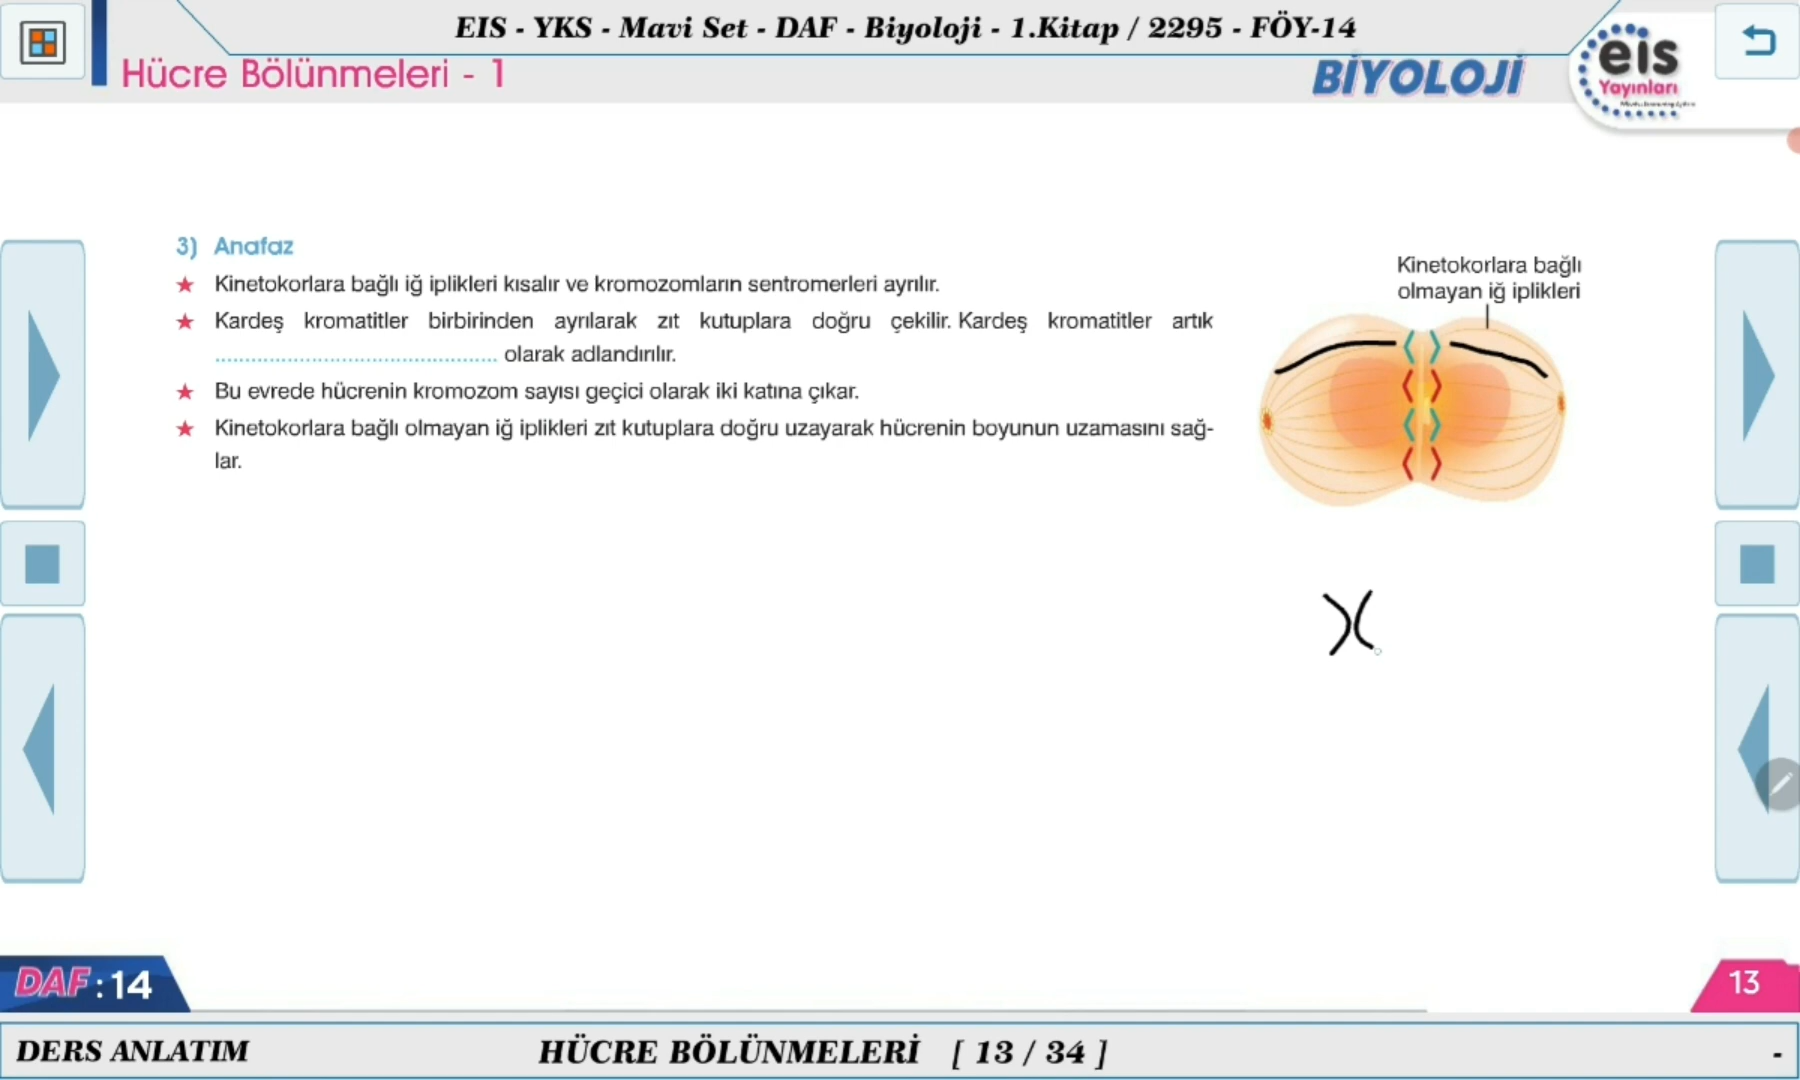 EIS - YKS - Mavi Set - DAF - Biyoloji - 1.Kitap / 2295 - FÖY-14
Hücre Bölünmeleri - 1
BİYOLOJİ
eis
Yayınları
3) Anafaz
★ Kinetokorlara bağlı iğ iplikleri kısalır ve kromozomların sentromerleri ayrılır.
★ Kardeş kromatitler birbirinden ayrılarak zıt kutuplara doğru çekilir. Kardeş kromatitler artık
............................................... olarak adlandırılır.
★ Bu evrede hücrenin kromozom sayısı geçici olarak iki katına çıkar.
★ Kinetokorlara bağlı olmayan iğ iplikleri zıt kutuplara doğru uzayarak hücrenin boyunun uzamasını sağ-
lar.
Kinetokorlara bağlı
olmayan iğ iplikleri
DAF : 14
13
DERS ANLATIM
HÜCRE BÖLÜNMELERİ [ 13 / 34 ]
-